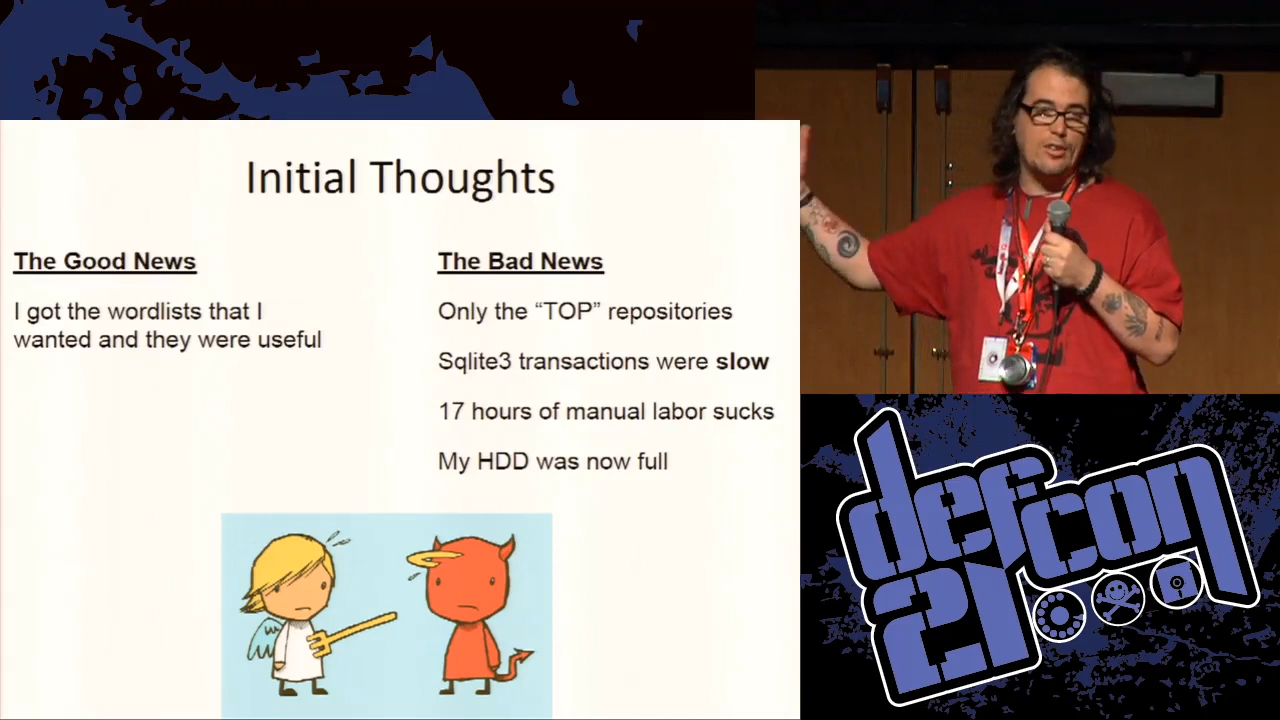 Initial Thoughts
The Good News
I got the wordlists that I
wanted and they were useful
The Bad News
Only the “TOP” repositories
Sqlite3 transactions were slow
17 hours of manual labor sucks
My HDD was now full
defcon
21